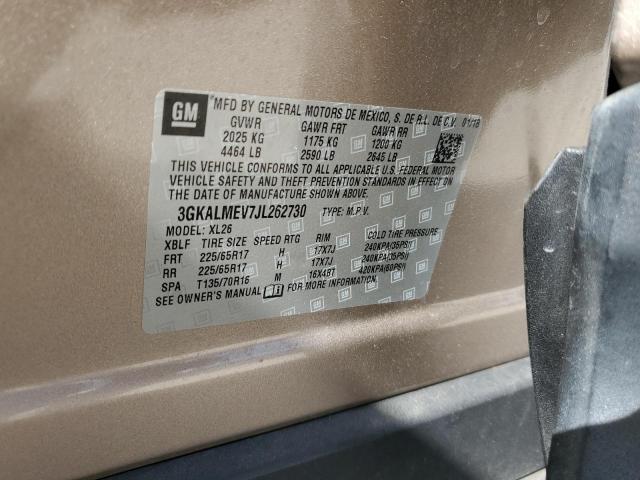 GM
MFD BY GENERAL MOTORS DE MEXICO, S. DE R.L. DE C.V. 01/18
GVWR GAWR FRT GAWR RR
2025 KG 1175 KG 1200 KG
4464 LB 2590 LB 2645 LB
THIS VEHICLE CONFORMS TO ALL APPLICABLE U.S. FEDERAL MOTOR
VEHICLE SAFETY AND THEFT PREVENTION STANDARDS IN EFFECT
ON THE DATE OF MANUFACTURE SHOWN ABOVE.
3GKALMEV7JL262730 TYPE: M.P.V.
MODEL: XL26
XBLF TIRE SIZE SPEED RTG RIM COLD TIRE PRESSURE
FRT 225/65R17 H 17X7J 240KPA(35PSI)
RR 225/65R17 H 17X7J 240KPA(35PSI)
SPA T135/70R16 M 16X4BT 420KPA(60PSI)
SEE OWNER'S MANUAL FOR MORE INFORMATION.